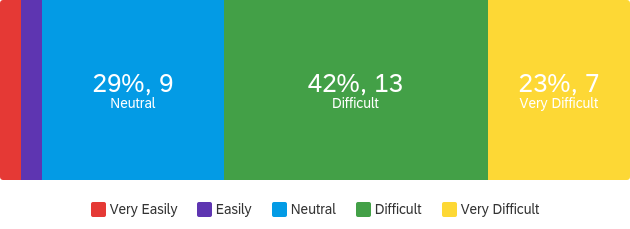 29%, 9
Neutral
42%, 13
Difficult
23%, 7
Very Difficult
Very Easily
Easily
Neutral
Difficult
Very Difficult